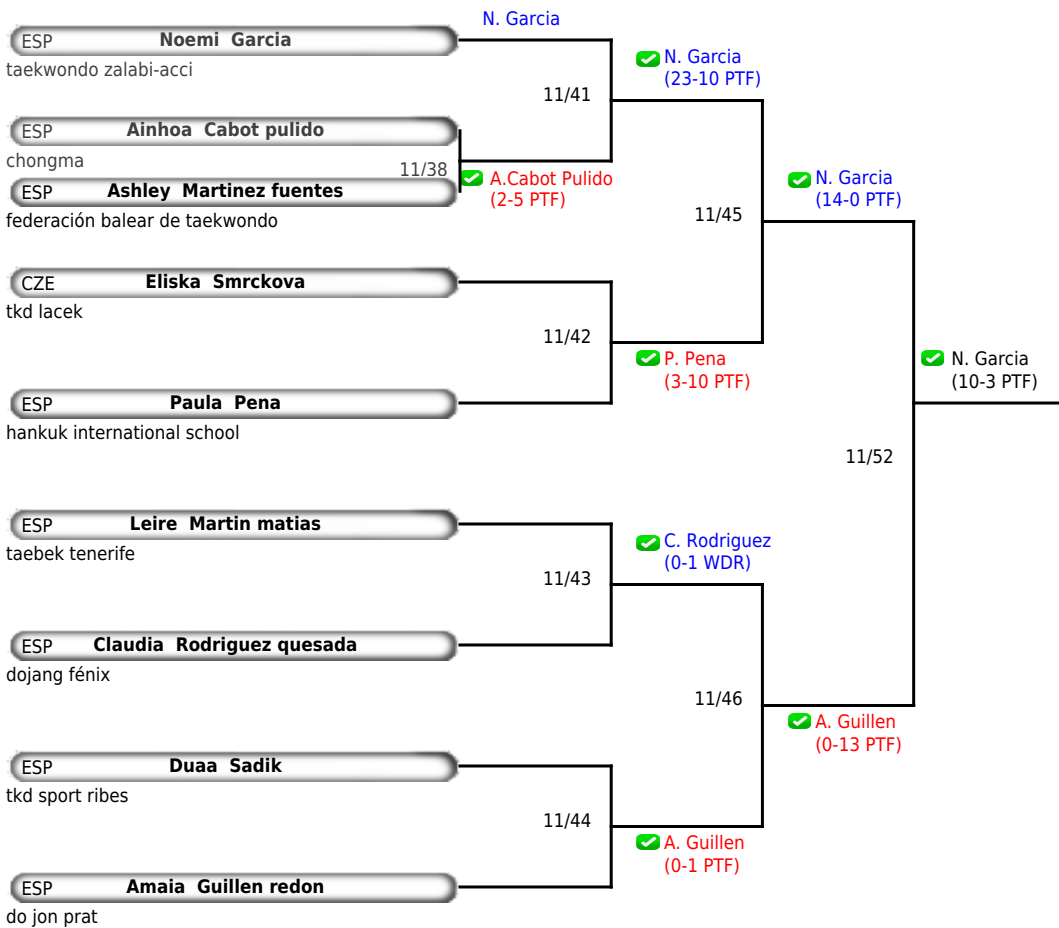 N. Garcia
ESP Noemi Garcia
taekwondo zalabi-acci
N. Garcia
(23-10 PTF)
11/41
ESP Ainhoa Cabot pulido
chongma
11/38
A.Cabot Pulido
(2-5 PTF)
ESP Ashley Martinez fuentes
federación balear de taekwondo
N. Garcia
(14-0 PTF)
11/45
CZE Eliska Smrckova
tkd lacek
11/42
P. Pena
(3-10 PTF)
N. Garcia
(10-3 PTF)
ESP Paula Pena
hankuk international school
11/52
ESP Leire Martin matias
taebek tenerife
C. Rodriguez
(0-1 WDR)
11/43
ESP Claudia Rodriguez quesada
dojang fénix
11/46
A. Guillen
(0-13 PTF)
ESP Duaa Sadik
tkd sport ribes
11/44
A. Guillen
(0-1 PTF)
ESP Amaia Guillen redon
do jon prat